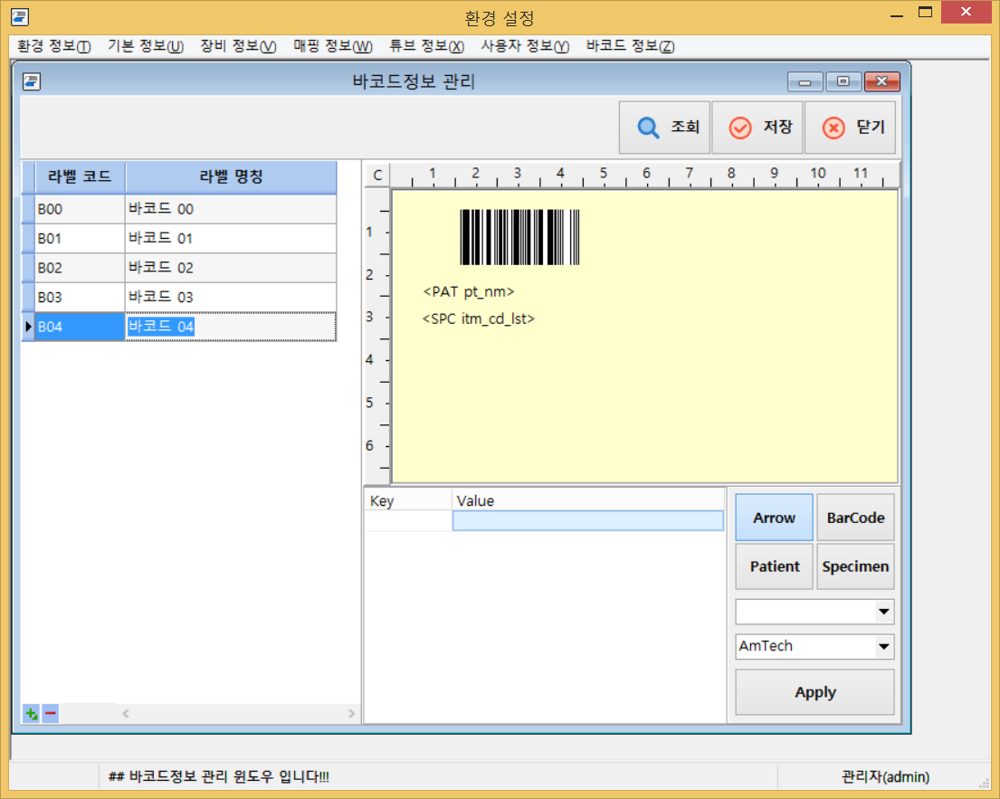 환경 설정
환경 정보(T) 기본 정보(U) 장비 정보(V) 매핑 정보(W) 튜브 정보(X) 사용자 정보(Y) 바코드 정보(Z)
바코드정보 관리
조회 저장 닫기
라벨 코드 라벨 명칭
B00 바코드 00
B01 바코드 01
B02 바코드 02
B03 바코드 03
B04 바코드 04
C 1 2 3 4 5 6 7 8 9 10 11
1
2
3
4
5
6
<PAT pt_nm>
<SPC itm_cd_lst>
Key Value
Arrow BarCode
Patient Specimen
AmTech
Apply
## 바코드정보 관리 윈도우 입니다!!! 관리자(admin)